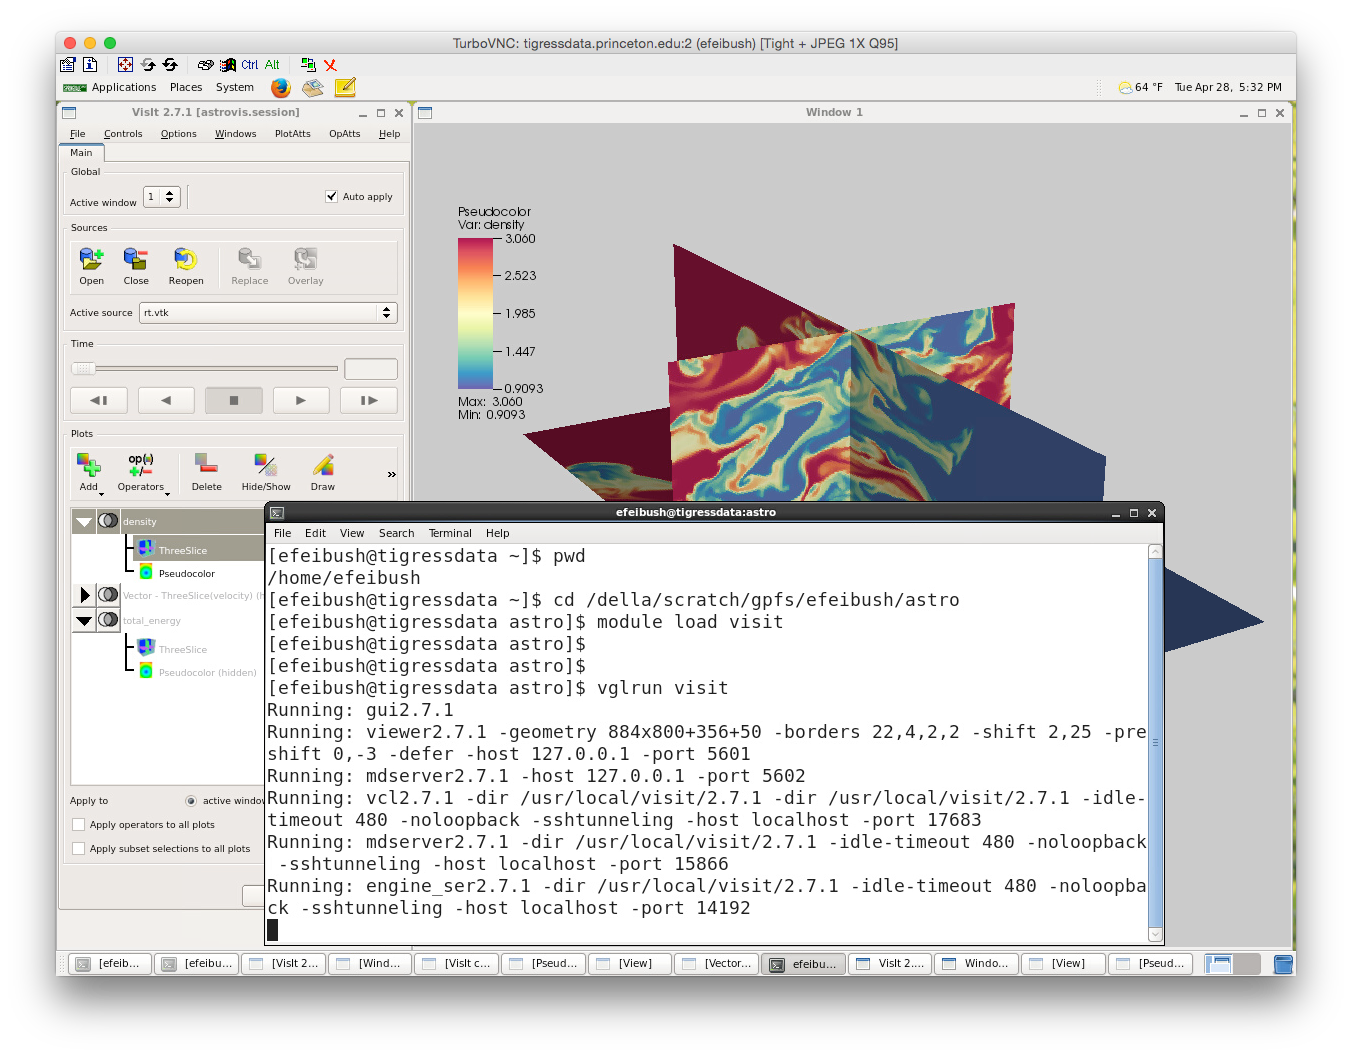 TurboVNC: tigressdata.princeton.edu:2 (efeibush) [Tight + JPEG 1X Q95]
Ctrl Alt
Applications Places System
64 °F Tue Apr 28, 5:32 PM
VisIt 2.7.1 [astrovis.session]
Window 1
File Controls Options Windows PlotAtts OpAtts Help
Main
Global
Active window 1 Auto apply
Sources
Open Close Reopen Replace Overlay
Active source rt.vtk
Time
Plots
op(u)
Add Operators Delete Hide/Show Draw »
density
ThreeSlice
Pseudocolor
Vector - ThreeSlice(velocity) (h
total_energy
ThreeSlice
Pseudocolor (hidden)
Apply to active window
Apply operators to all plots
Apply subset selections to all plots
Pseudocolor
Var: density
3.060
2.523
1.985
1.447
0.9093
Max: 3.060
Min: 0.9093
efeibush@tigressdata:astro
File Edit View Search Terminal Help
[efeibush@tigressdata ~]$ pwd
/home/efeibush
[efeibush@tigressdata ~]$ cd /della/scratch/gpfs/efeibush/astro
[efeibush@tigressdata astro]$ module load visit
[efeibush@tigressdata astro]$
[efeibush@tigressdata astro]$
[efeibush@tigressdata astro]$ vglrun visit
Running: gui2.7.1
Running: viewer2.7.1 -geometry 884x800+356+50 -borders 22,4,2,2 -shift 2,25 -pre
shift 0,-3 -defer -host 127.0.0.1 -port 5601
Running: mdserver2.7.1 -host 127.0.0.1 -port 5602
Running: vcl2.7.1 -dir /usr/local/visit/2.7.1 -dir /usr/local/visit/2.7.1 -idle-
timeout 480 -noloopback -sshtunneling -host localhost -port 17683
Running: mdserver2.7.1 -dir /usr/local/visit/2.7.1 -idle-timeout 480 -noloopback
-sshtunneling -host localhost -port 15866
Running: engine_ser2.7.1 -dir /usr/local/visit/2.7.1 -idle-timeout 480 -noloopba
ck -sshtunneling -host localhost -port 14192
[efeib... [efeibu... [VisIt 2... [Wind... [VisIt c... [Pseud... [View] [Vector... efeibu... VisIt 2.... Windo... [View] [Pseud...